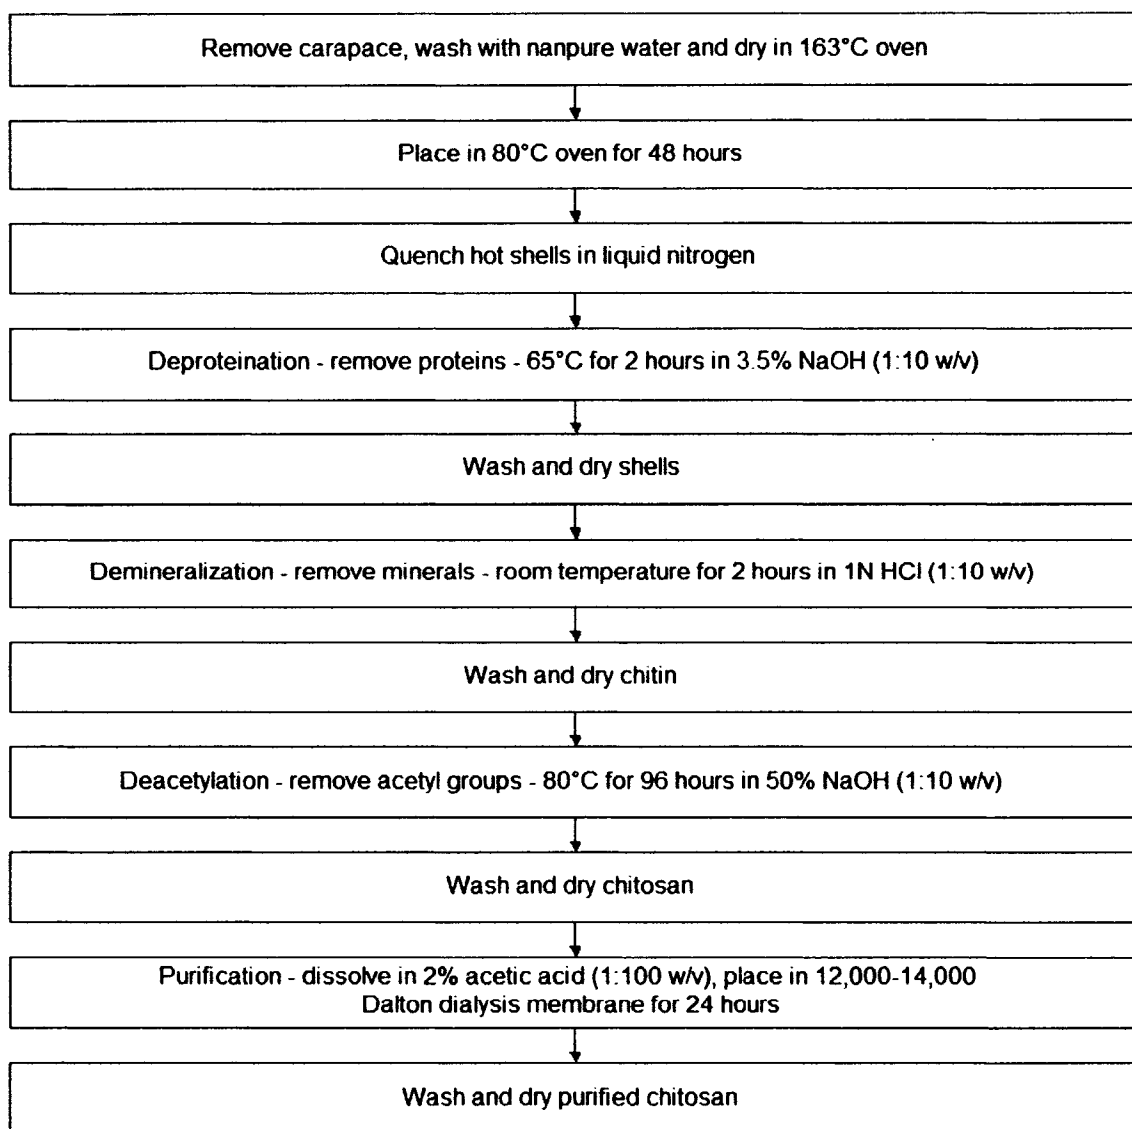 Remove carapace, wash with nanpure water and dry in 163°C oven
Place in 80°C oven for 48 hours
Quench hot shells in liquid nitrogen
Deproteination - remove proteins - 65°C for 2 hours in 3.5% NaOH (1:10 w/v)
Wash and dry shells
Demineralization - remove minerals - room temperature for 2 hours in 1N HCl (1:10 w/v)
Wash and dry chitin
Deacetylation - remove acetyl groups - 80°C for 96 hours in 50% NaOH (1:10 w/v)
Wash and dry chitosan
Purification - dissolve in 2% acetic acid (1:100 w/v), place in 12,000-14,000
Dalton dialysis membrane for 24 hours
Wash and dry purified chitosan